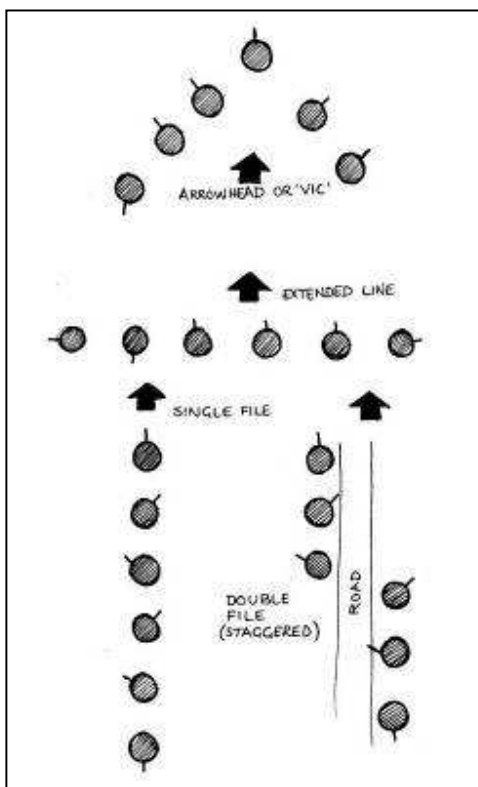 ARROWHEAD OR 'VIC'
EXTENDED LINE
SINGLE FILE
DOUBLE
FILE
(STAGGERED)
ROAD